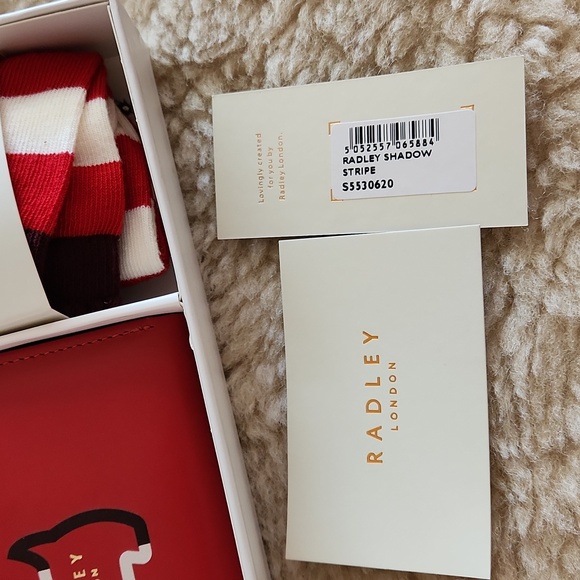 Lovingly created
for you by
Radley London.
5 052557 065884
RADLEY SHADOW
STRIPE
S5530620
RADLEY
LONDON